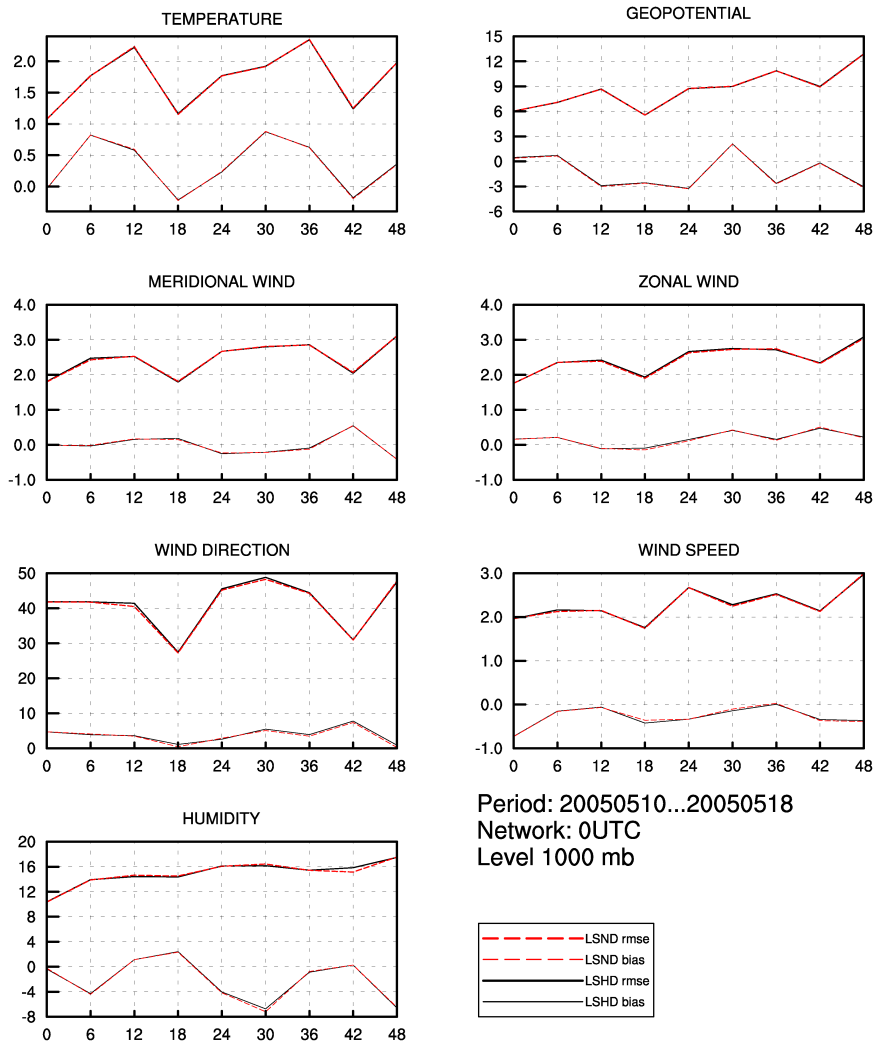 TEMPERATURE
2.0
1.5
1.0
0.5
0.0
0 6 12 18 24 30 36 42 48
GEOPOTENTIAL
15
12
9
6
3
0
-3
-6
0 6 12 18 24 30 36 42 48
MERIDIONAL WIND
4.0
3.0
2.0
1.0
0.0
-1.0
0 6 12 18 24 30 36 42 48
ZONAL WIND
4.0
3.0
2.0
1.0
0.0
-1.0
0 6 12 18 24 30 36 42 48
WIND DIRECTION
50
40
30
20
10
0
0 6 12 18 24 30 36 42 48
WIND SPEED
3.0
2.0
1.0
0.0
-1.0
0 6 12 18 24 30 36 42 48
HUMIDITY
20
16
12
8
4
0
-4
-8
0 6 12 18 24 30 36 42 48
Period: 20050510...20050518
Network: 0UTC
Level 1000 mb
LSND rmse
LSND bias
LSHD rmse
LSHD bias